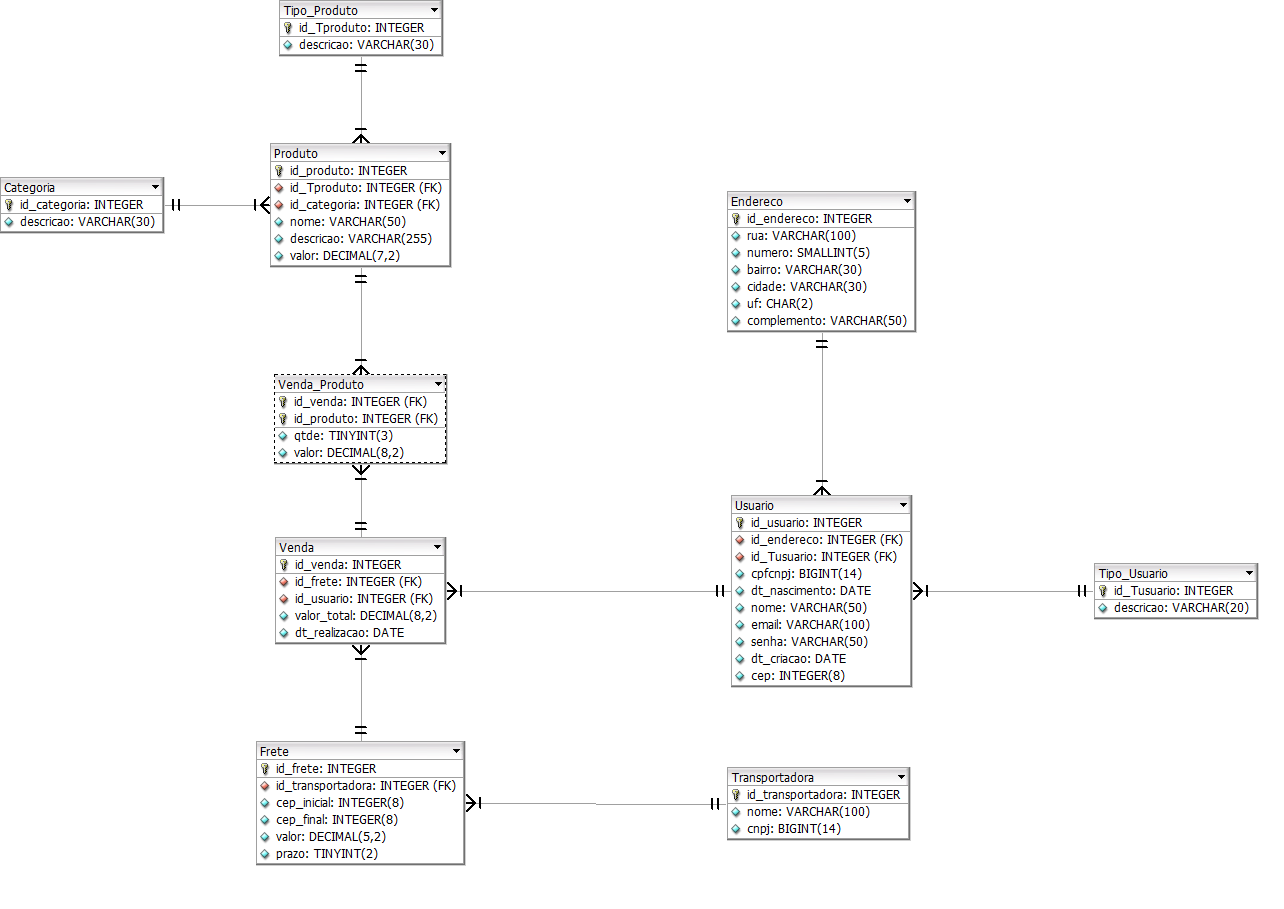 Tipo_Produto
id_Tproduto: INTEGER
descricao: VARCHAR(30)
Produto
id_produto: INTEGER
id_Tproduto: INTEGER (FK)
id_categoria: INTEGER (FK)
nome: VARCHAR(50)
descricao: VARCHAR(255)
valor: DECIMAL(7,2)
Categoria
id_categoria: INTEGER
descricao: VARCHAR(30)
Endereco
id_endereco: INTEGER
rua: VARCHAR(100)
numero: SMALLINT(5)
bairro: VARCHAR(30)
cidade: VARCHAR(30)
uf: CHAR(2)
complemento: VARCHAR(50)
Venda_Produto
id_venda: INTEGER (FK)
id_produto: INTEGER (FK)
qtde: TINYINT(3)
valor: DECIMAL(8,2)
Venda
id_venda: INTEGER
id_frete: INTEGER (FK)
id_usuario: INTEGER (FK)
valor_total: DECIMAL(8,2)
dt_realizacao: DATE
Usuario
id_usuario: INTEGER
id_endereco: INTEGER (FK)
id_Tusuario: INTEGER (FK)
cpfcnpj: BIGINT(14)
dt_nascimento: DATE
nome: VARCHAR(50)
email: VARCHAR(100)
senha: VARCHAR(50)
dt_criacao: DATE
cep: INTEGER(8)
Tipo_Usuario
id_Tusuario: INTEGER
descricao: VARCHAR(20)
Frete
id_frete: INTEGER
id_transportadora: INTEGER (FK)
cep_inicial: INTEGER(8)
cep_final: INTEGER(8)
valor: DECIMAL(5,2)
prazo: TINYINT(2)
Transportadora
id_transportadora: INTEGER
nome: VARCHAR(100)
cnpj: BIGINT(14)